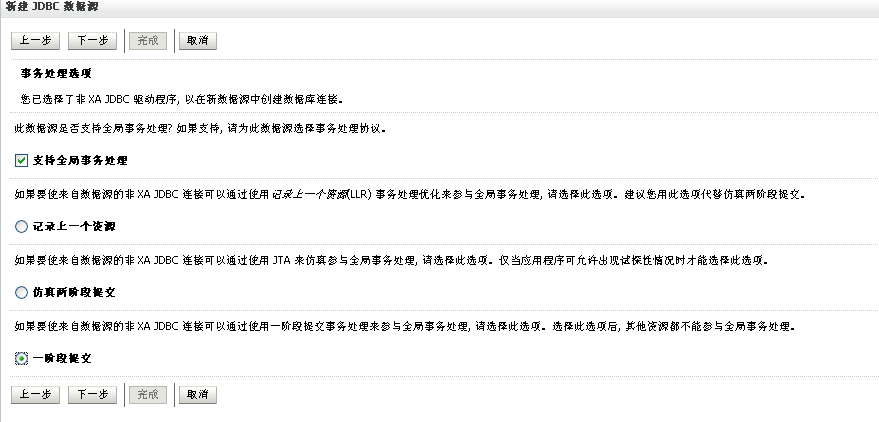 新建 JDBC 数据源
上一步 下一步 完成 取消
事务处理选项
您已选择了非 XA JDBC 驱动程序, 以在新数据源中创建数据库连接。
此数据源是否支持全局事务处理? 如果支持, 请为此数据源选择事务处理协议。
支持全局事务处理
如果要使来自数据源的非 XA JDBC 连接可以通过使用记录上一个资源(LLR) 事务处理优化来参与全局事务处理, 请选择此选项。建议您用此选项代替仿真两阶段提交。
记录上一个资源
如果要使来自数据源的非 XA JDBC 连接可以通过使用 JTA 来仿真参与全局事务处理, 请选择此选项。仅当应用程序可允许出现试探性情况时才能选择此选项。
仿真两阶段提交
如果要使来自数据源的非 XA JDBC 连接可以通过使用一阶段提交事务处理来参与全局事务处理, 请选择此选项。选择此选项后, 其他资源都不能参与全局事务处理。
一阶段提交
上一步 下一步 完成 取消